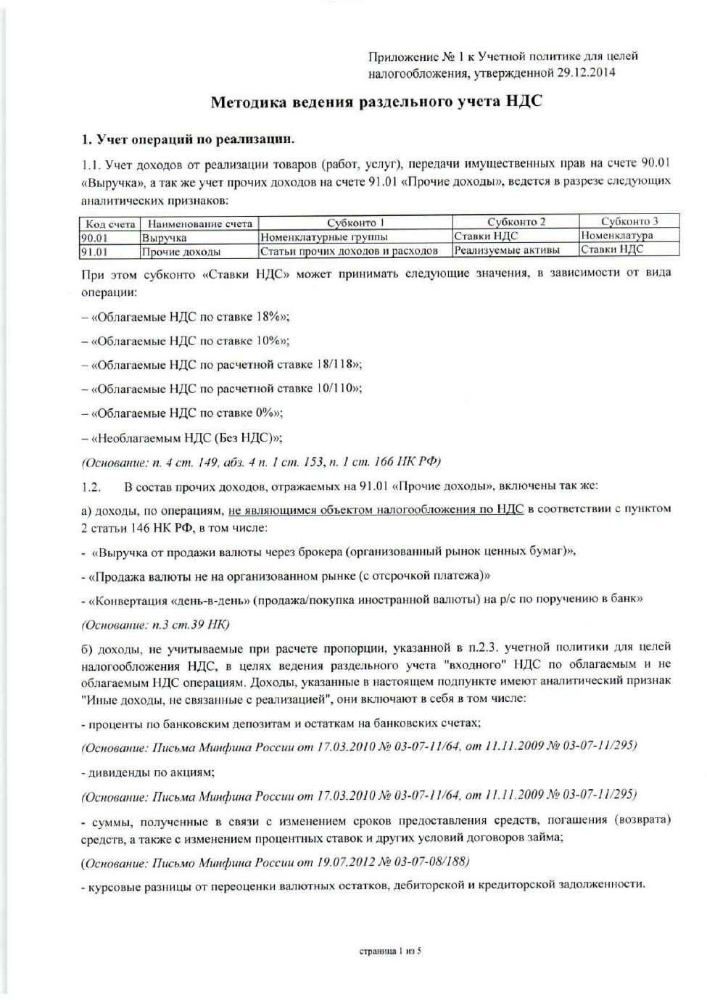 Приложение № 1 к Учетной политике для целей
налогообложения, утвержденной 29.12.2014
Методика ведения раздельного учета НДС
1. Учет операций по реализации.
1.1. Учет доходов от реализации товаров (работ, услуг), передачи имущественных прав на счете 90.01
«Выручка», а так же учет прочих доходов на счете 91.01 «Прочие доходы», ведется в разрезе следующих
аналитических признаков:
Код счета Наименование счета Субконто 1 Субконто 2 Субконто 3
90.01 Выручка Номенклатурные группы Ставки НДС Номенклатура
91.01 Прочие доходы Статьи прочих доходов и расходов Реализуемые активы Ставки НДС
При этом субконто «Ставки НДС» может принимать следующие значения, в зависимости от вида
операции:
– «Облагаемые НДС по ставке 18%»;
– «Облагаемые НДС по ставке 10%»;
– «Облагаемые НДС по расчетной ставке 18/118»;
– «Облагаемые НДС по расчетной ставке 10/110»;
– «Облагаемые НДС по ставке 0%»;
– «Необлагаемым НДС (Без НДС)»;
(Основание: п. 4 ст. 149, абз. 4 п. 1 ст. 153, п. 1 ст. 166 НК РФ)
1.2. В состав прочих доходов, отражаемых на 91.01 «Прочие доходы», включены так же:
а) доходы, по операциям, не являющимся объектом налогообложения по НДС в соответствии с пунктом
2 статьи 146 НК РФ, в том числе:
- «Выручка от продажи валюты через брокера (организованный рынок ценных бумаг)»,
- «Продажа валюты не на организованном рынке (с отсрочкой платежа)»
- «Конвертация «день-в-день» (продажа/покупка иностранной валюты) на р/с по поручению в банк»
(Основание: п.3 ст.39 НК)
б) доходы, не учитываемые при расчете пропорции, указанной в п.2.3. учетной политики для целей
налогообложения НДС, в целях ведения раздельного учета "входного" НДС по облагаемым и не
облагаемым НДС операциям. Доходы, указанные в настоящем подпункте имеют аналитический признак
"Иные доходы, не связанные с реализацией", они включают в себя в том числе:
- проценты по банковским депозитам и остаткам на банковских счетах;
(Основание: Письма Минфина России от 17.03.2010 № 03-07-11/64, от 11.11.2009 № 03-07-11/295)
- дивиденды по акциям;
(Основание: Письма Минфина России от 17.03.2010 № 03-07-11/64, от 11.11.2009 № 03-07-11/295)
- суммы, полученные в связи с изменением сроков предоставления средств, погашения (возврата)
средств, а также с изменением процентных ставок и других условий договоров займа;
(Основание: Письмо Минфина России от 19.07.2012 № 03-07-08/188)
- курсовые разницы от переоценки валютных остатков, дебиторской и кредиторской задолженности.
страница 1 из 5